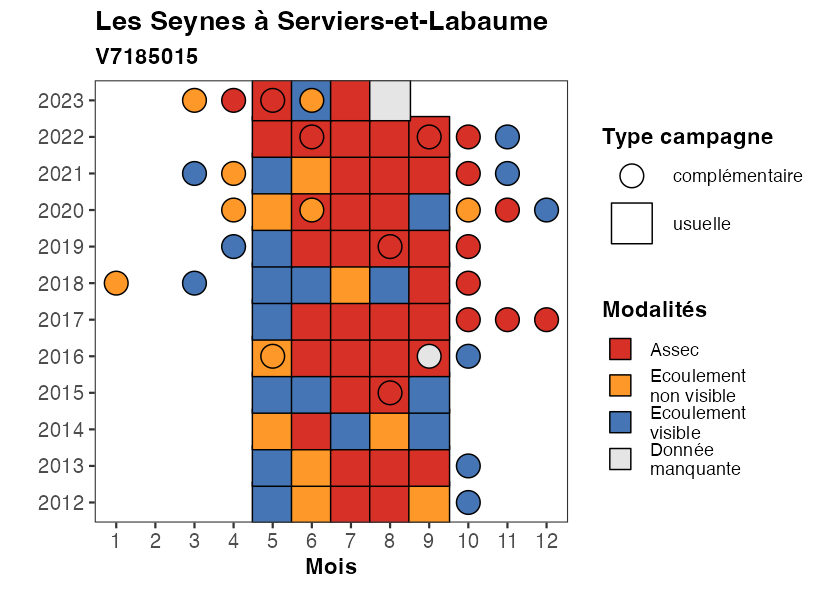 Les Seynes à Serviers-et-Labaume
V7185015
2023
2022
2021
2020
2019
2018
2017
2016
2015
2014
2013
2012
1 2 3 4 5 6 7 8 9 10 11 12
Mois
Type campagne
complémentaire
usuelle
Modalités
Assec
Ecoulement
non visible
Ecoulement
visible
Donnée
manquante